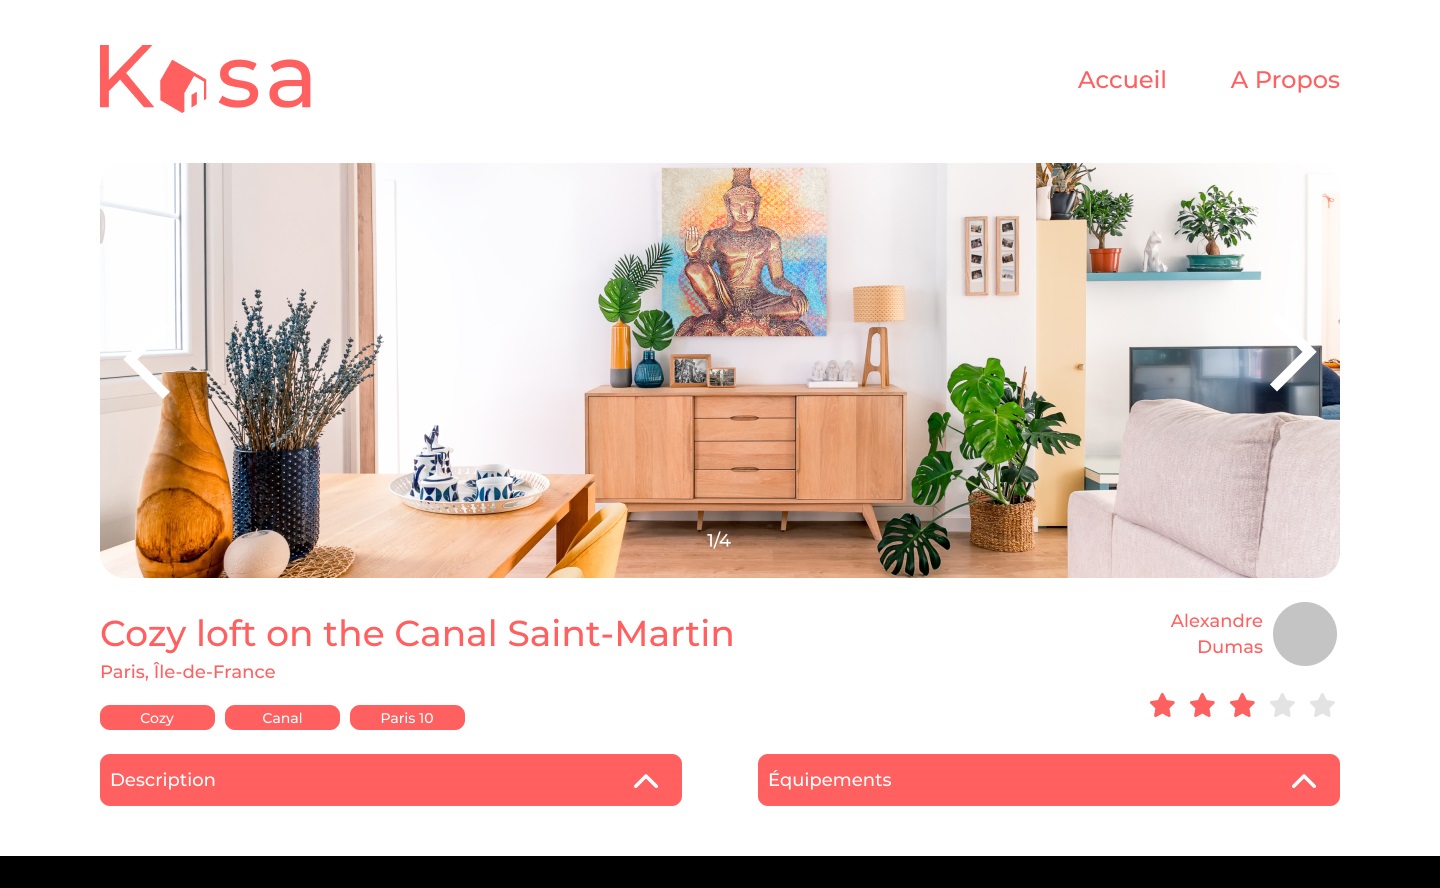 Kasa
Accueil
A Propos
1/4
Cozy loft on the Canal Saint-Martin
Paris, Île-de-France
Cozy
Canal
Paris 10
Alexandre
Dumas
Description
Équipements